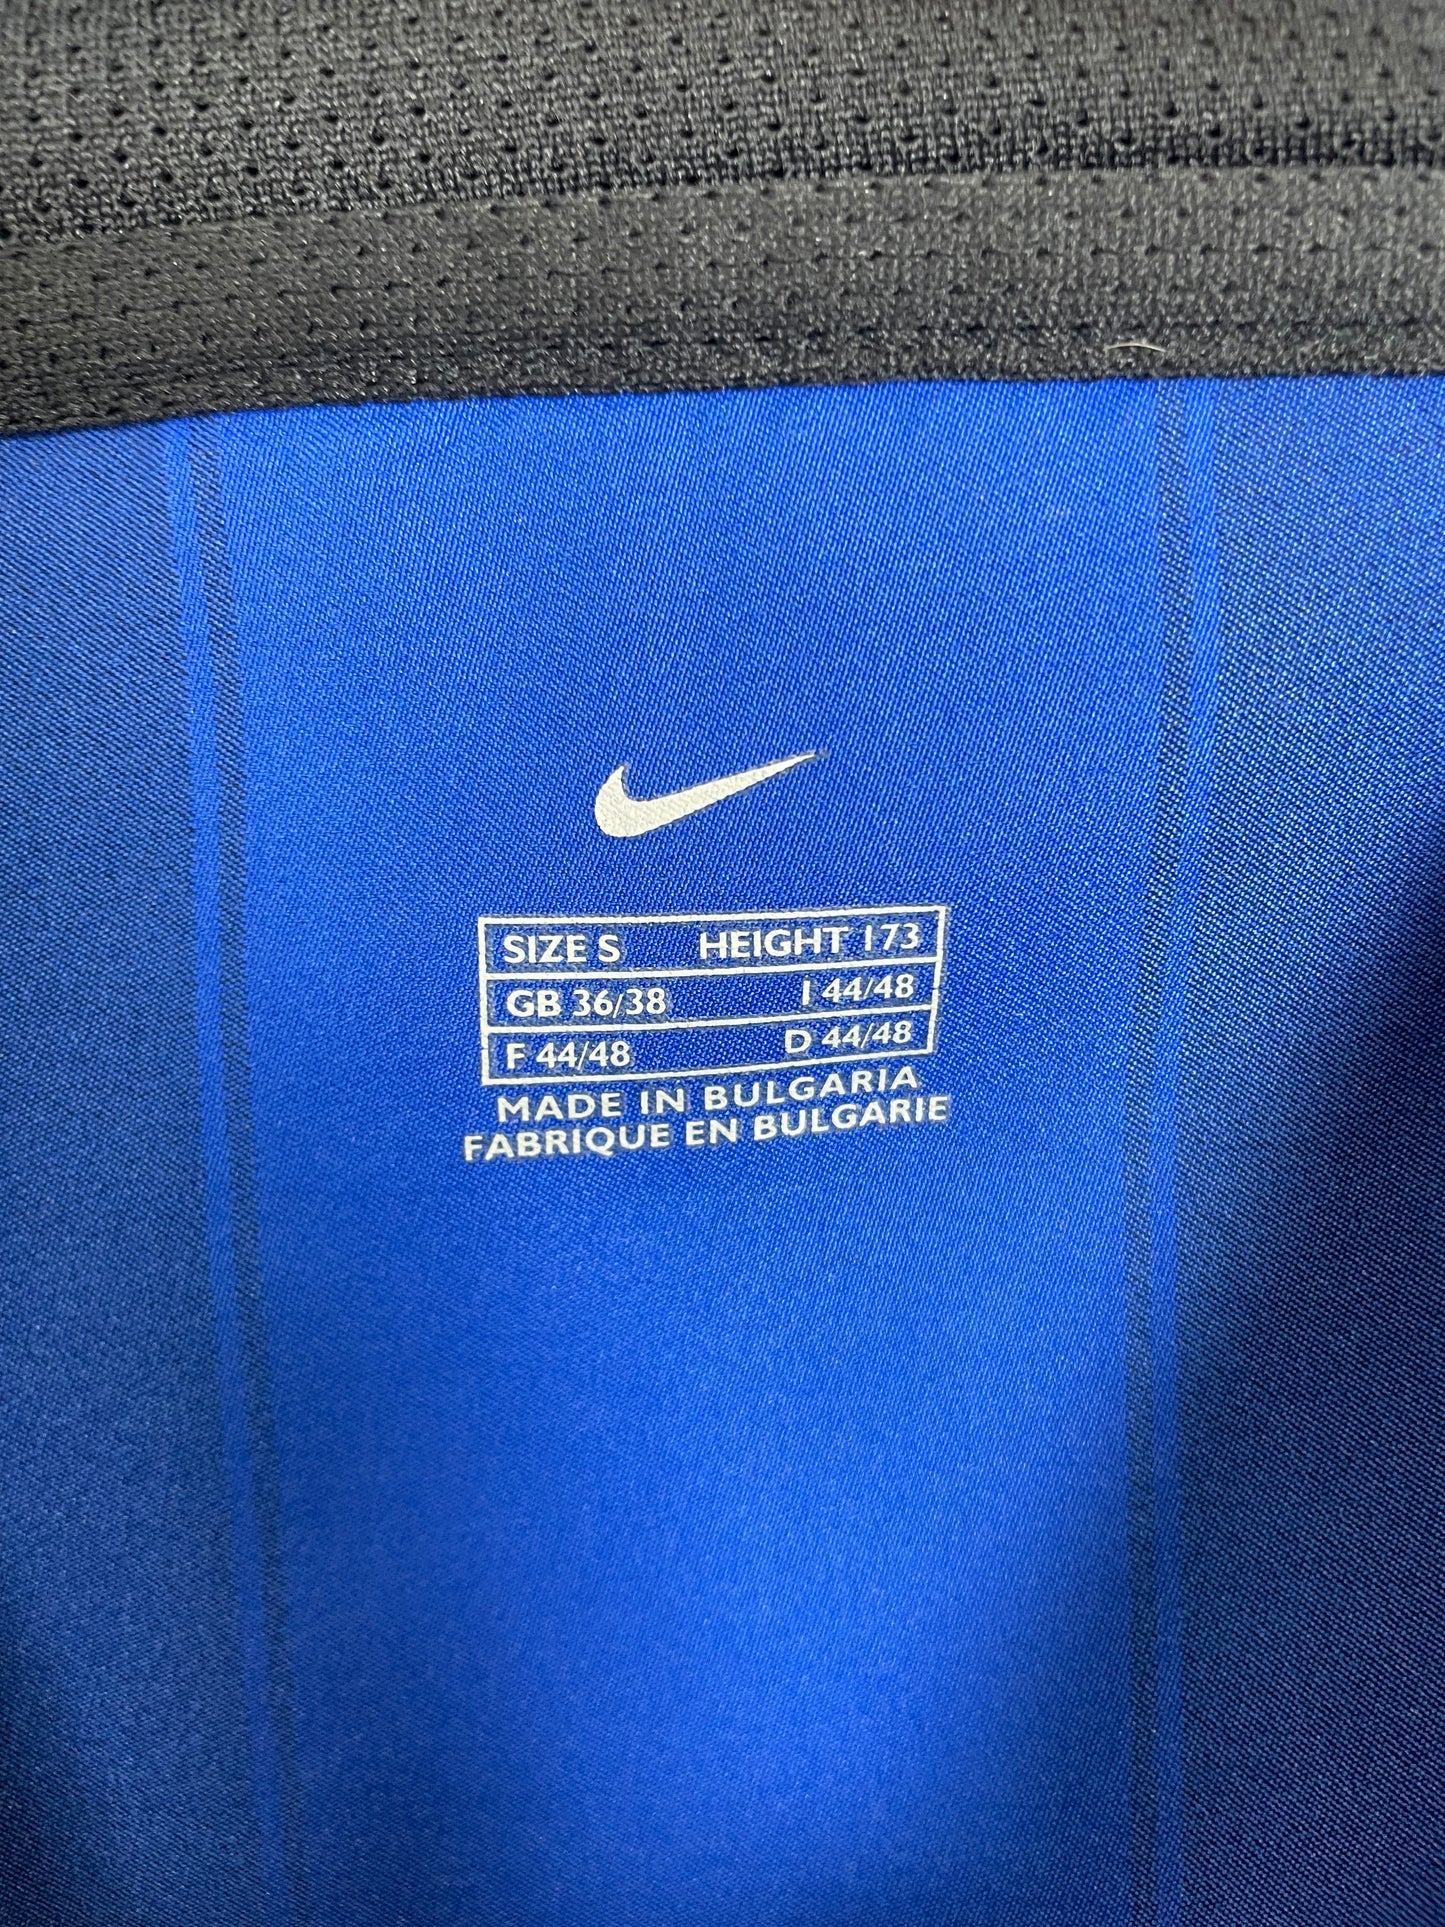 SIZE S HEIGHT 173
GB 36/38 I 44/48
F 44/48 D 44/48
MADE IN BULGARIA
FABRIQUE EN BULGARIE